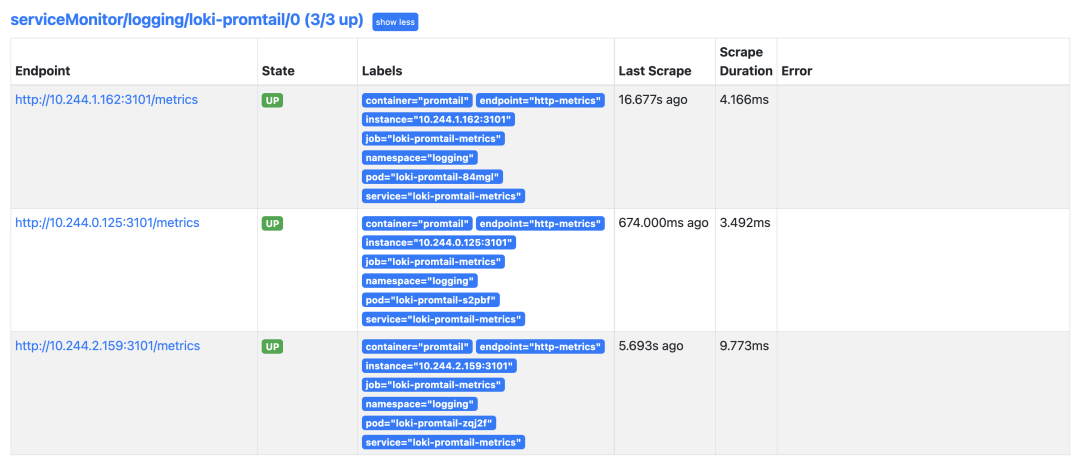 serviceMonitor/logging/loki-promtail/0 (3/3 up) show less
Endpoint State Labels Last Scrape Scrape Duration Error
http://10.244.1.162:3101/metrics UP container="promtail" endpoint="http-metrics" 16.677s ago 4.166ms
instance="10.244.1.162:3101"
job="loki-promtail-metrics"
namespace="logging"
pod="loki-promtail-84mgl"
service="loki-promtail-metrics"
http://10.244.0.125:3101/metrics UP container="promtail" endpoint="http-metrics" 674.000ms ago 3.492ms
instance="10.244.0.125:3101"
job="loki-promtail-metrics"
namespace="logging"
pod="loki-promtail-s2pbf"
service="loki-promtail-metrics"
http://10.244.2.159:3101/metrics UP container="promtail" endpoint="http-metrics" 5.693s ago 9.773ms
instance="10.244.2.159:3101"
job="loki-promtail-metrics"
namespace="logging"
pod="loki-promtail-zqj2f"
service="loki-promtail-metrics"